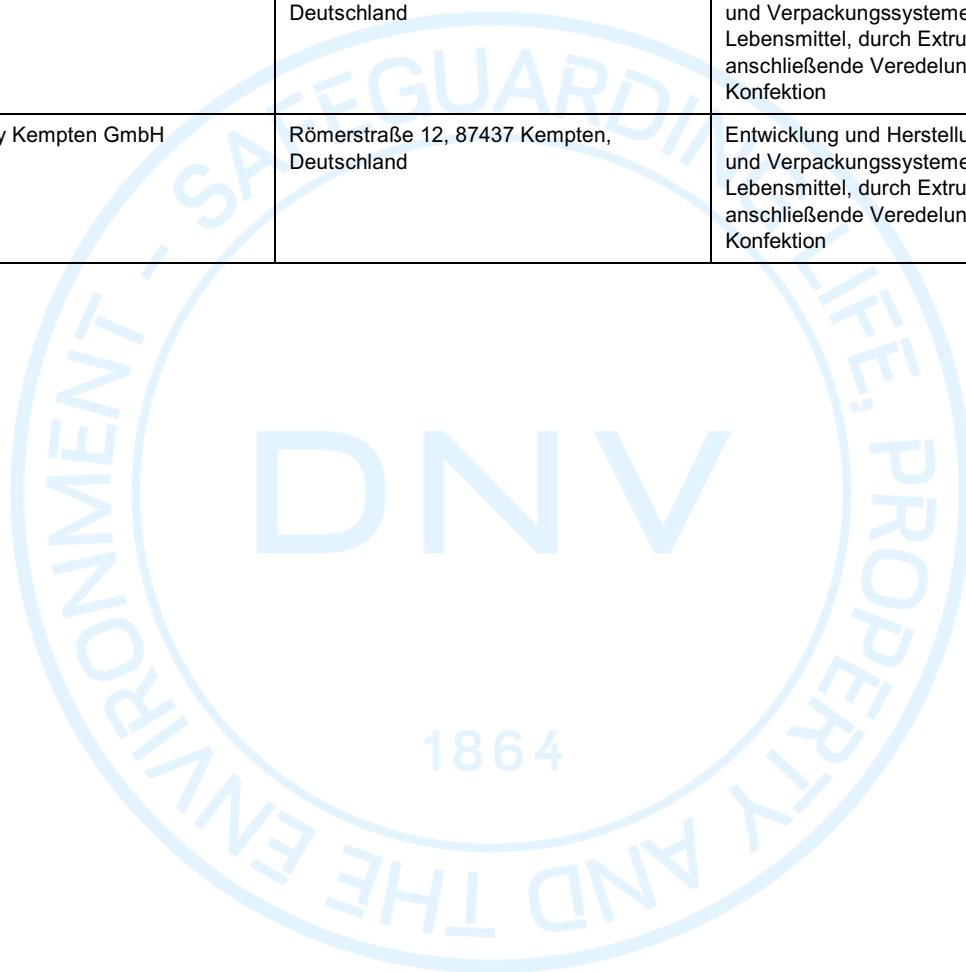 Deutschland
und Verpackungssysteme
Lebensmittel, durch Extru
anschließende Veredelun
Konfektion
y Kempten GmbH
Römerstraße 12, 87437 Kempten,
Deutschland
Entwicklung und Herstellu
und Verpackungssysteme
Lebensmittel, durch Extru
anschließende Veredelun
Konfektion
SAFEGUARDING LIFE, PROPERTY AND THE ENVIRONMENT -
DNV
1864